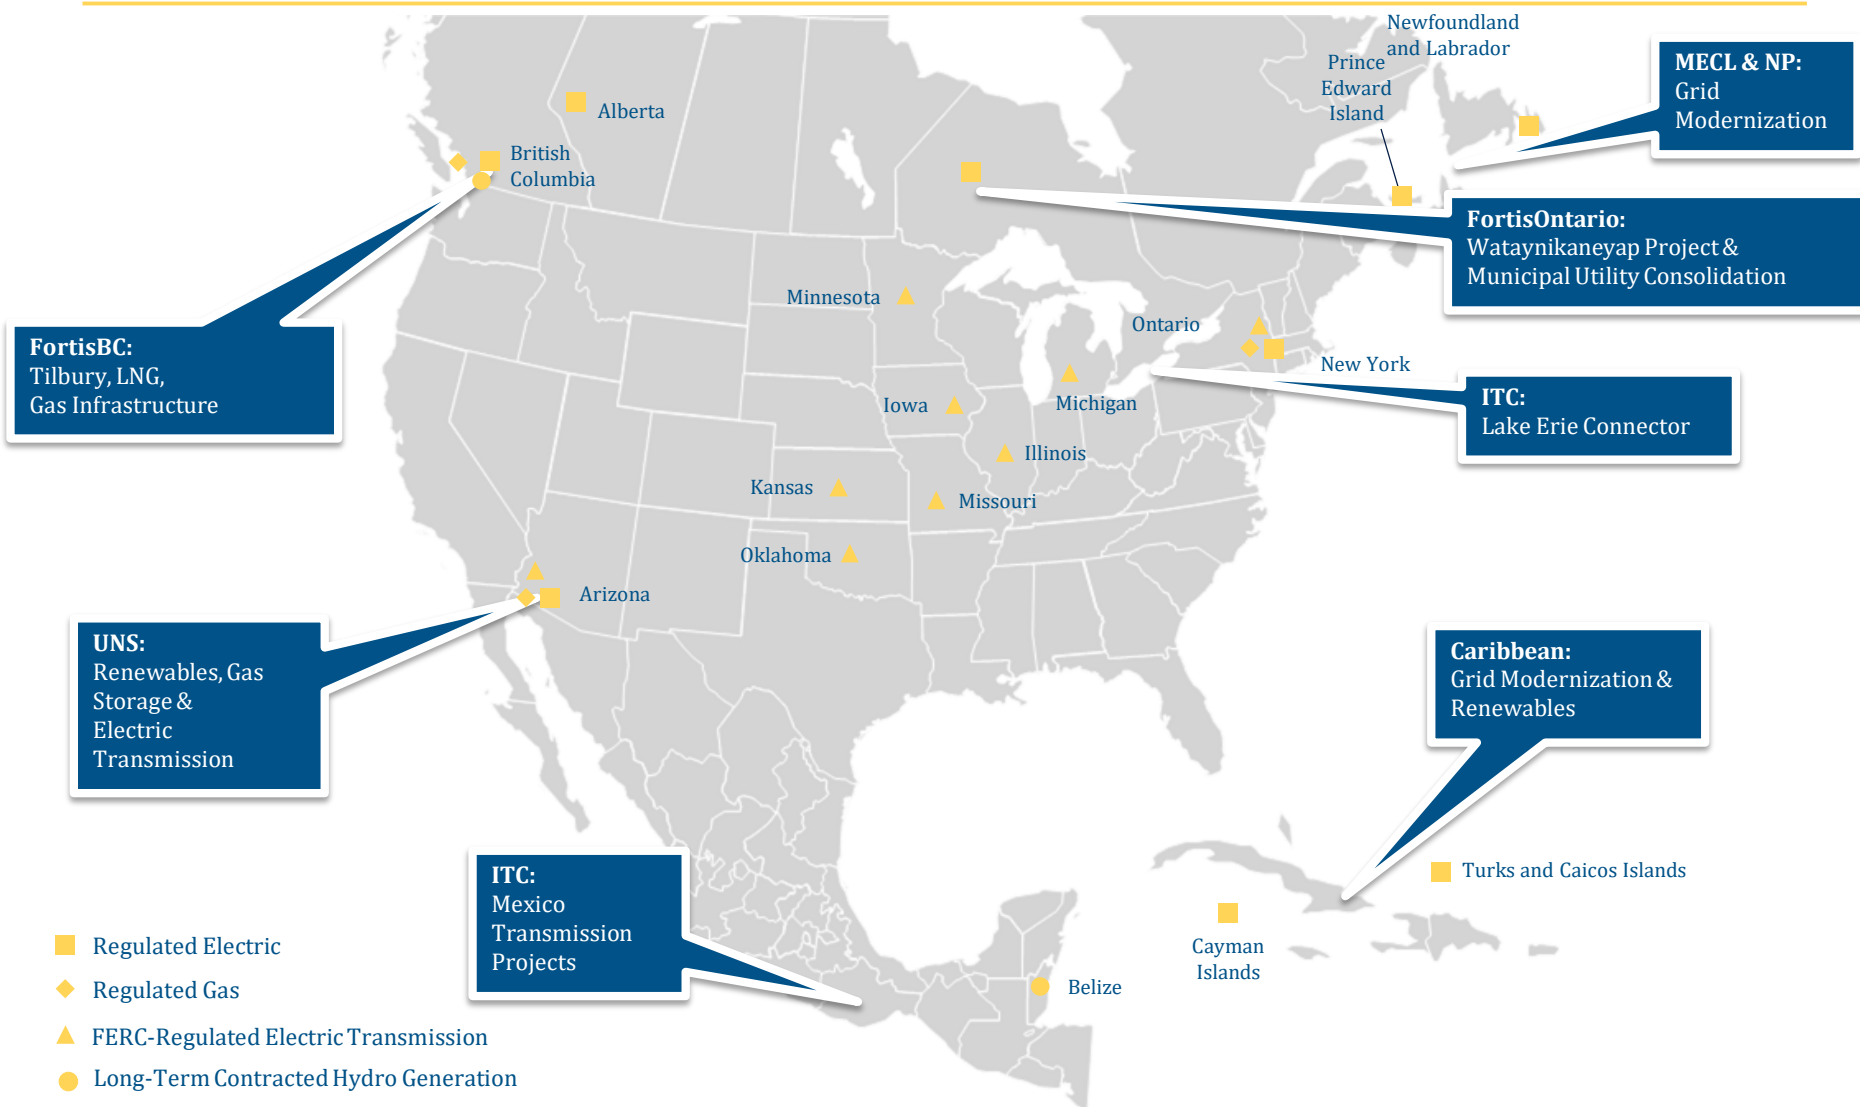 Newfoundland
and Labrador
Prince
Edward
Island
MECL & NP:
Grid
Modernization
Alberta
British
Columbia
FortisOntario:
Wataynikaneyap Project &
Municipal Utility Consolidation
Minnesota
Ontario
New York
FortisBC:
Tilbury, LNG,
Gas Infrastructure
Iowa
Michigan
ITC:
Lake Erie Connector
Illinois
Kansas
Missouri
Oklahoma
Arizona
UNS:
Renewables, Gas
Storage &
Electric
Transmission
Caribbean:
Grid Modernization &
Renewables
ITC:
Mexico
Transmission
Projects
Turks and Caicos Islands
Cayman
Islands
Belize
Regulated Electric
Regulated Gas
FERC-Regulated Electric Transmission
Long-Term Contracted Hydro Generation